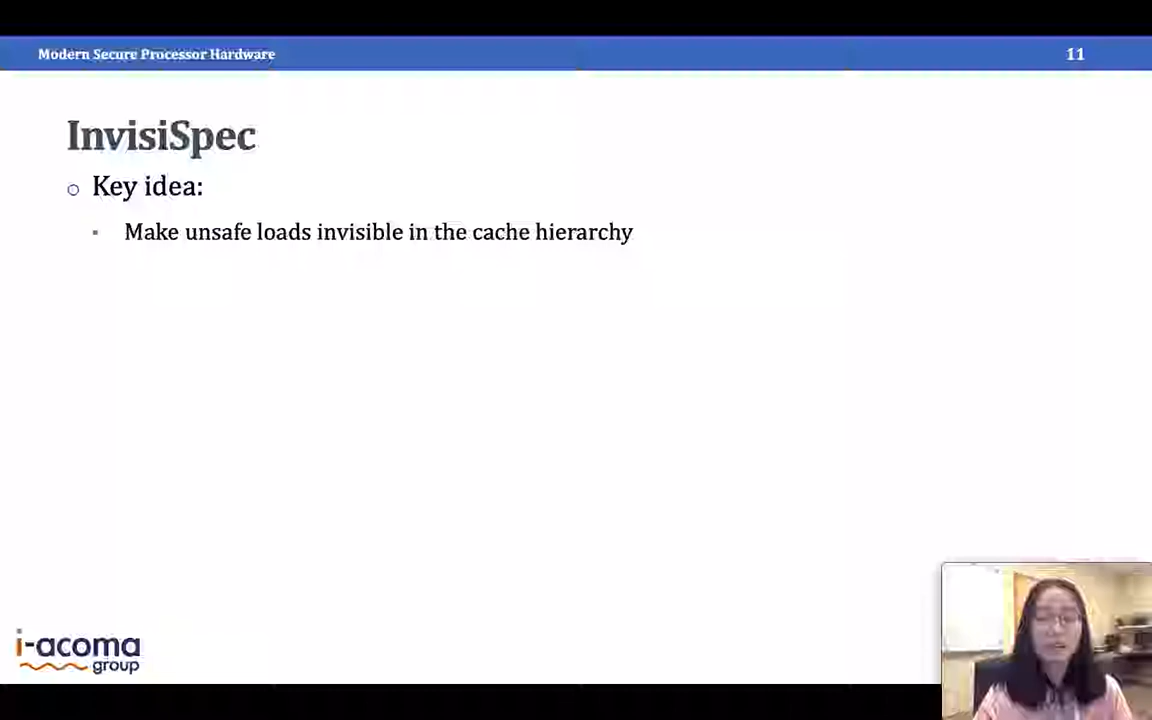 Modern Secure Processor Hardware
11
InvisiSpec
Key idea:
Make unsafe loads invisible in the cache hierarchy
i-acoma
group